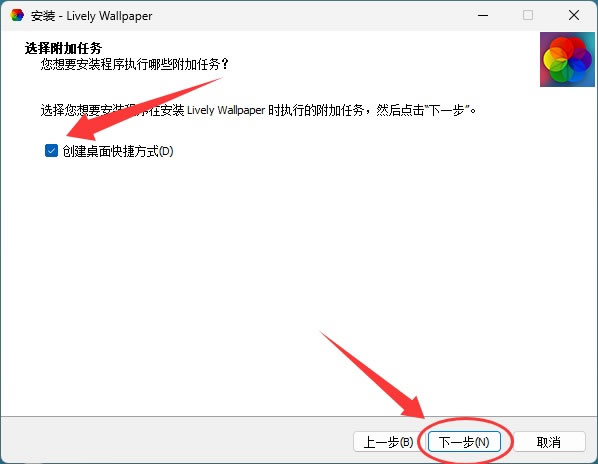 安装 - Lively Wallpaper
选择附加任务
您想要安装程序执行哪些附加任务？
选择您想要安装程序在安装 Lively Wallpaper 时执行的附加任务，然后点击“下一步”。
创建桌面快捷方式(D)
上一步(B) 下一步(N) 取消